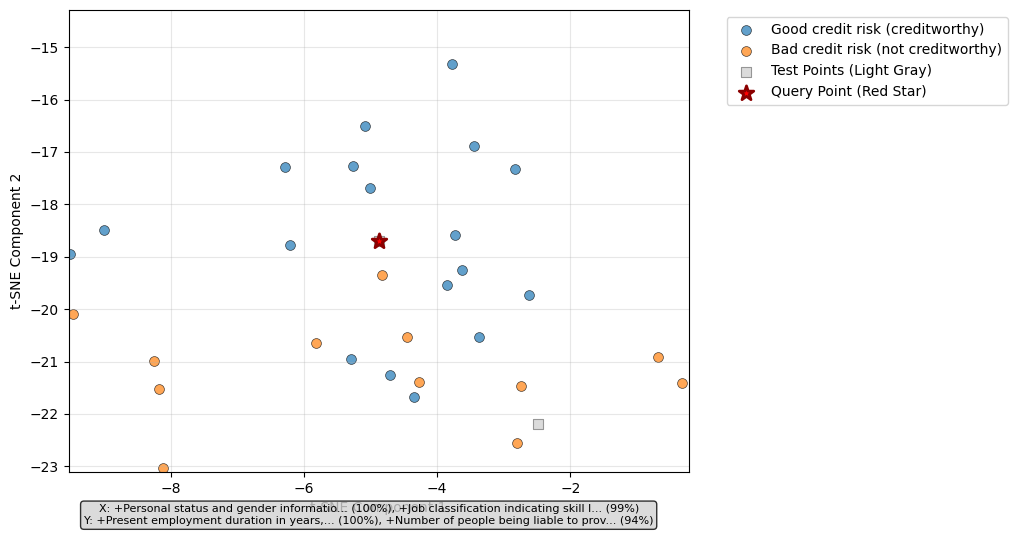 Good credit risk (creditworthy)
Bad credit risk (not creditworthy)
Test Points (Light Gray)
Query Point (Red Star)
t-SNE Component 2
−15
−16
−17
−18
−19
−20
−21
−22
−23
−8
−6
−4
−2
X: +Personal status and gender informatio... (100%), +Job classification indicating skill l... (99%)
Y: +Present employment duration in years,... (100%), +Number of people being liable to prov... (94%)